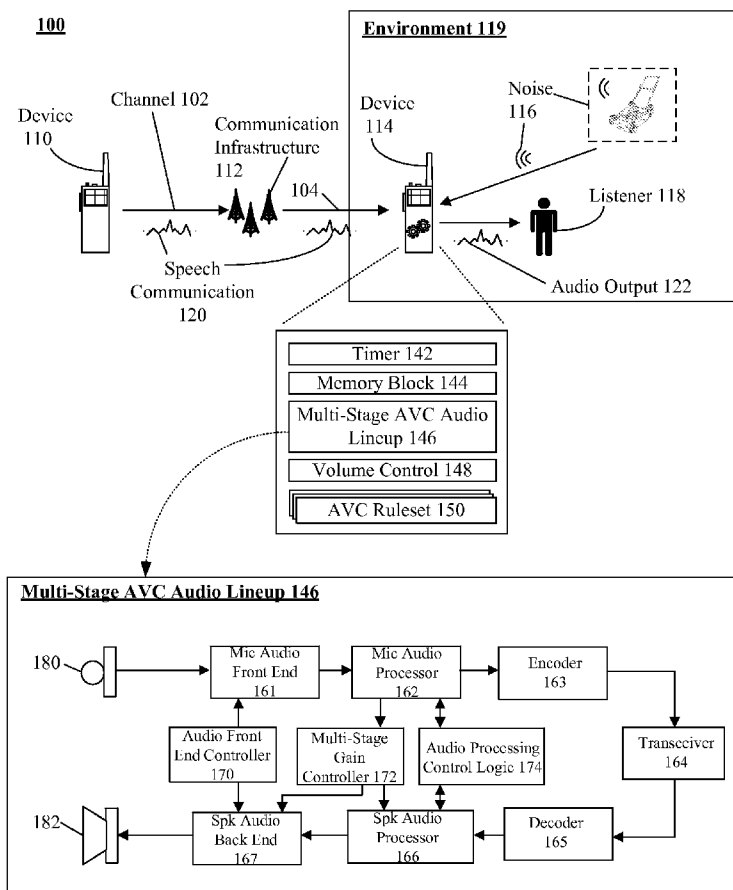 100
Environment 119
Channel 102
Device
110
Communication
Infrastructure
112
104
Device
114
Noise
116
Listener 118
Speech
Communication
120
Audio Output 122
Timer 142
Memory Block 144
Multi-Stage AVC Audio
Lineup 146
Volume Control 148
AVC Ruleset 150
Multi-Stage AVC Audio Lineup 146
180
Mic Audio
Front End
161
Mic Audio
Processor
162
Encoder
163
Audio Front
End Controller
170
Multi-Stage
Gain
Controller 172
Audio Processing
Control Logic 174
Transceiver
164
182
Spk Audio
Back End
167
Spk Audio
Processor
166
Decoder
165